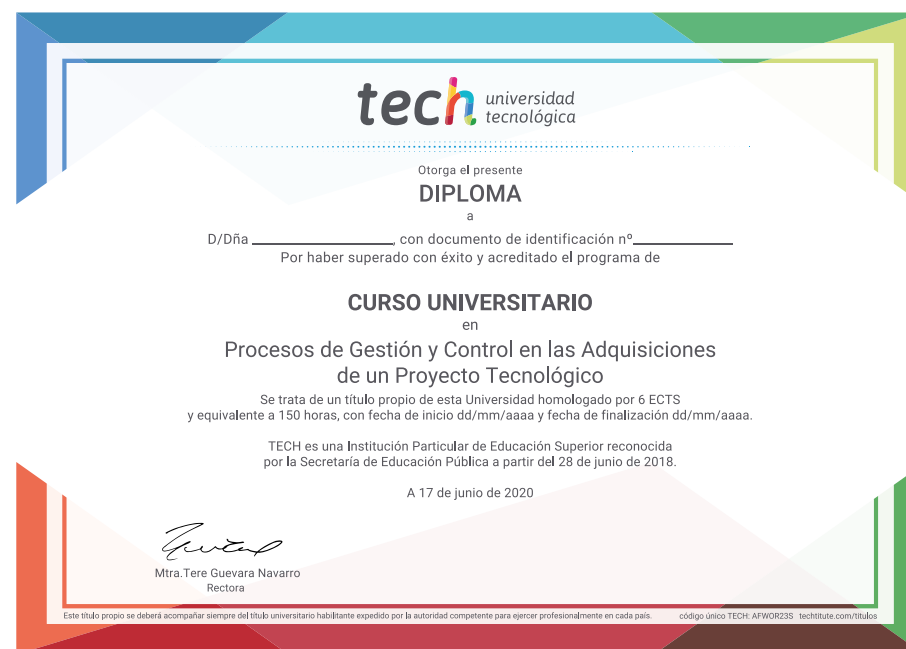 tech universidad
tecnológica
Otorga el presente
DIPLOMA
a
D/Dña ____________________, con documento de identificación nº______________
Por haber superado con éxito y acreditado el programa de
CURSO UNIVERSITARIO
en
Procesos de Gestión y Control en las Adquisiciones
de un Proyecto Tecnológico
Se trata de un título propio de esta Universidad homologado por 6 ECTS
y equivalente a 150 horas, con fecha de inicio dd/mm/aaaa y fecha de finalización dd/mm/aaaa.
TECH es una Institución Particular de Educación Superior reconocida
por la Secretaría de Educación Pública a partir del 28 de junio de 2018.
A 17 de junio de 2020
Mtra.Tere Guevara Navarro
Rectora
Este título propio se deberá acompañar siempre del título universitario habilitante expedido por la autoridad competente para ejercer profesionalmente en cada país. código único TECH: AFWOR23S techtitute.com/títulos